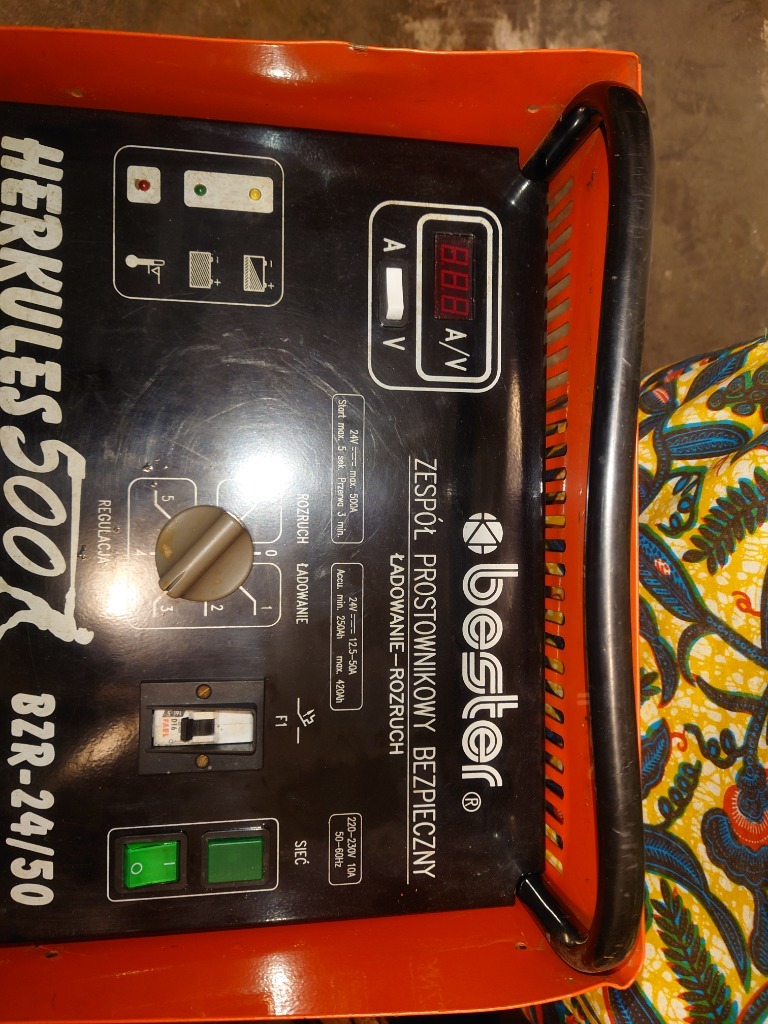 bester®
ZESPÓŁ PROSTOWNIKOWY BEZPIECZNY
ŁADOWANIE-ROZRUCH
A/V
A V
24V max. 500A
Start max. 5 sek. Przerwa 3 min.
24V 12.5-50A
Accu. min. 250Ah max. 420Ah
220-230V 10A
50-60Hz
ROZRUCH ŁADOWANIE
0
1
2
3
4
5
REGULACJA
F1
SIEĆ
HERKULES 500R BZR-24/50